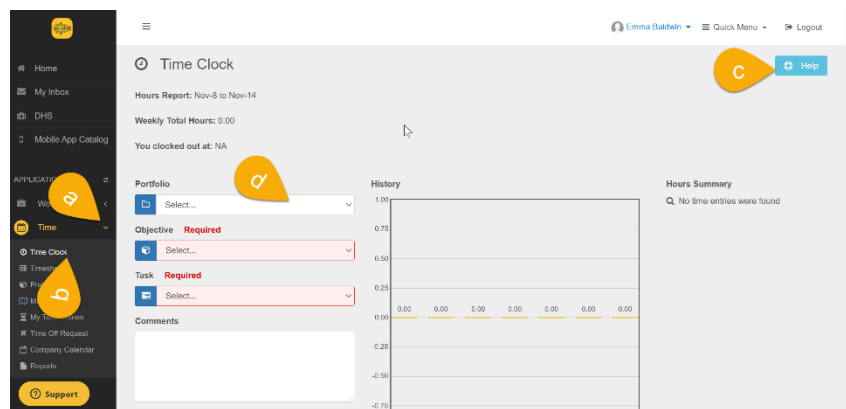 Emma Baldwin
Quick Menu
Logout
Home
My Inbox
DHS
Mobile App Catalog
Time
Time Clock
My
Time Off Request
Company Calendar
Reports
Support
Time Clock
Help
Hours Report: Nov-8 to Nov-14
Weekly Total Hours: 0.00
You clocked out at: NA
Portfolio
Select...
Objective Required
Select...
Task Required
Select...
Comments
History
1.00
0.75
0.50
0.25
0.00
-0.25
-0.50
-0.75
0.00 0.00 0.00 0.00 0.00 0.00 0.00
Hours Summary
No time entries were found
a
b
c
d